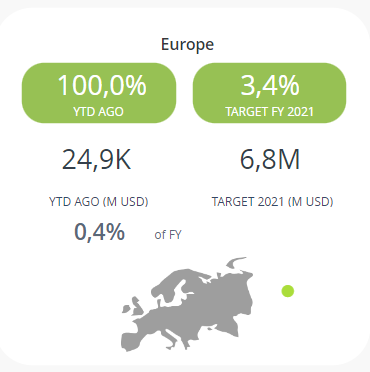 Europe
100,0% 3,4%
YTD AGO TARGET FY 2021
24,9K 6,8M
YTD AGO (M USD) TARGET 2021 (M USD)
0,4% of FY